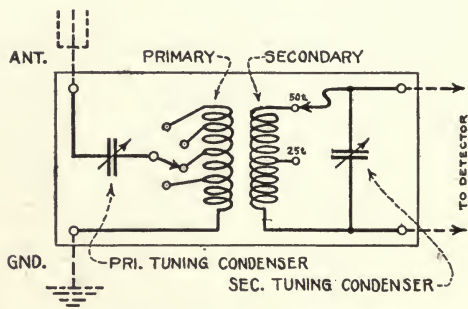 ANT.
PRIMARY
SECONDARY
50t
25t
TO DETECTOR
GND.
PRI. TUNING CONDENSER
SEC. TUNING CONDENSER